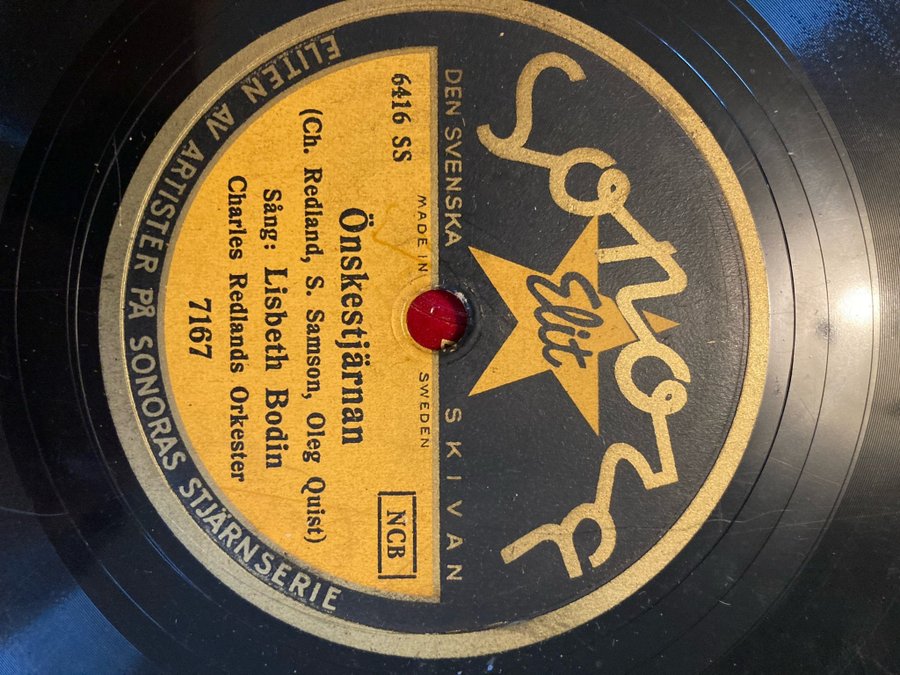 Sonora
Elit
DEN SVENSKA SKIVAN
MADE IN SWEDEN
6416 SS
NCB
Önskestjärnan
(Ch. Redland, S. Samson, Oleg Quist)
Sång: Lisbeth Bodin
Charles Redlands Orkester
7167
ELITEN AV ARTISTER PÅ SONORAS STJÄRNSERIE